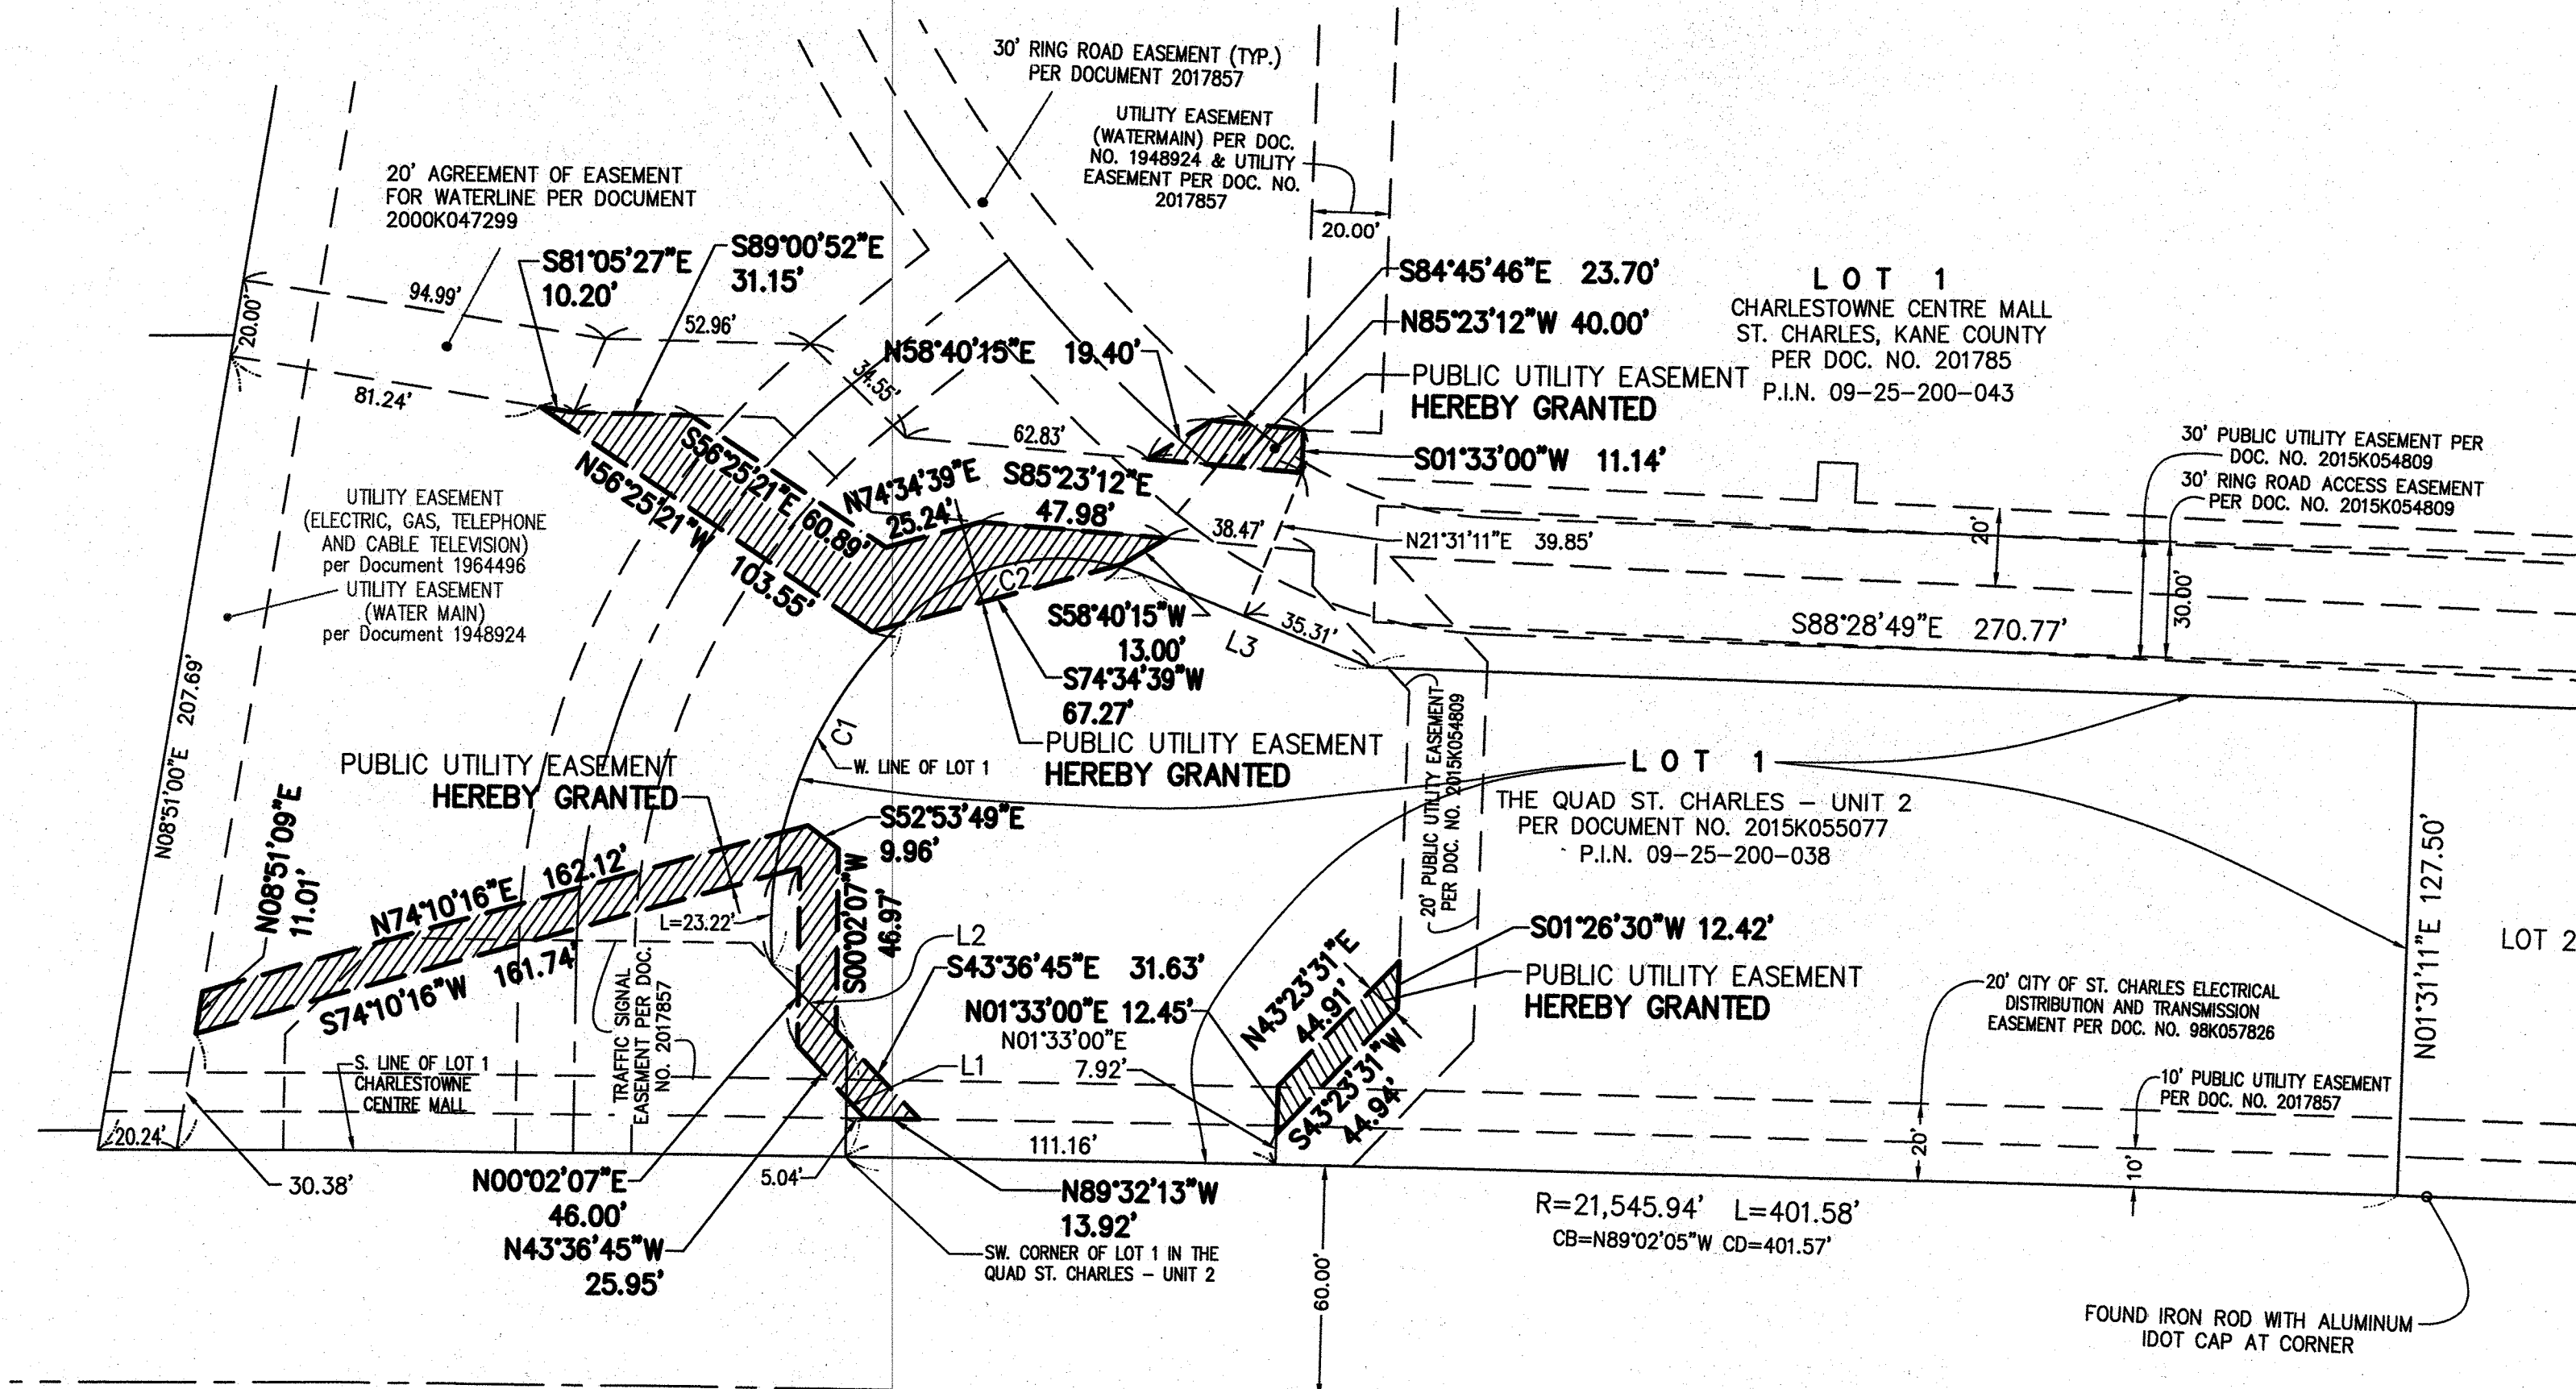 30' RING ROAD EASEMENT (TYP.)
PER DOCUMENT 2017857
UTILITY EASEMENT
(WATERMAIN) PER DOC.
NO. 1948924 & UTILITY
EASEMENT PER DOC. NO.
2017857
20.00'
20' AGREEMENT OF EASEMENT
FOR WATERLINE PER DOCUMENT
2000K047299
S81°05'27"E
10.20'
S89°00'52"E
31.15'
94.99'
52.96'
20.00'
81.24'
34.55'
62.83'
N58°40'15"E 19.40'
S84°45'46"E 23.70'
N85°23'12"W 40.00'
PUBLIC UTILITY EASEMENT
HEREBY GRANTED
S01°33'00"W 11.14'
LOT 1
CHARLESTOWNE CENTRE MALL
ST. CHARLES, KANE COUNTY
PER DOC. NO. 201785
P.I.N. 09-25-200-043
30' PUBLIC UTILITY EASEMENT PER
DOC. NO. 2015K054809
30' RING ROAD ACCESS EASEMENT
PER DOC. NO. 2015K054809
20'
30.00'
S56°25'21"E 60.89'
N56°25'21"W
103.55'
N74°34'39"E
25.24'
S85°23'12"E
47.98'
38.47'
N21°31'11"E 39.85'
UTILITY EASEMENT
(ELECTRIC, GAS, TELEPHONE
AND CABLE TELEVISION)
per Document 1964496
UTILITY EASEMENT
(WATER MAIN)
per Document 1948924
C2
S58°40'15"W
13.00'
S74°34'39"W
67.27'
PUBLIC UTILITY EASEMENT
HEREBY GRANTED
35.31'
L3
S88°28'49"E 270.77'
N08°51'00"E 207.69'
C1
W. LINE OF LOT 1
20' PUBLIC UTILITY EASEMENT
PER DOC. NO. 2015K054809
LOT 1
THE QUAD ST. CHARLES - UNIT 2
PER DOCUMENT NO. 2015K055077
P.I.N. 09-25-200-038
N01°31'11"E 127.50'
LOT 2
PUBLIC UTILITY EASEMENT
HEREBY GRANTED
S52°53'49"E
9.96'
N08°51'09"E
11.01'
N74°10'16"E 162.12'
S74°10'16"W 161.74'
L=23.22'
S00°02'07"W
46.97'
L2
S43°36'45"E 31.63'
N01°33'00"E 12.45'
N01°33'00"E
7.92'
L1
N43°23'31"E
44.91'
S43°23'31"W
44.94'
S01°26'30"W 12.42'
PUBLIC UTILITY EASEMENT
HEREBY GRANTED
20' CITY OF ST. CHARLES ELECTRICAL
DISTRIBUTION AND TRANSMISSION
EASEMENT PER DOC. NO. 98K057826
10' PUBLIC UTILITY EASEMENT
PER DOC. NO. 2017857
20'
10'
S. LINE OF LOT 1
CHARLESTOWNE
CENTRE MALL
TRAFFIC SIGNAL
EASEMENT PER DOC.
NO. 2017857
20.24'
30.38'
N00°02'07"E
46.00'
N43°36'45"W
25.95'
5.04'
111.16'
N89°32'13"W
13.92'
SW. CORNER OF LOT 1 IN THE
QUAD ST. CHARLES - UNIT 2
60.00'
R=21,545.94' L=401.58'
CB=N89°02'05"W CD=401.57'
FOUND IRON ROD WITH ALUMINUM
IDOT CAP AT CORNER